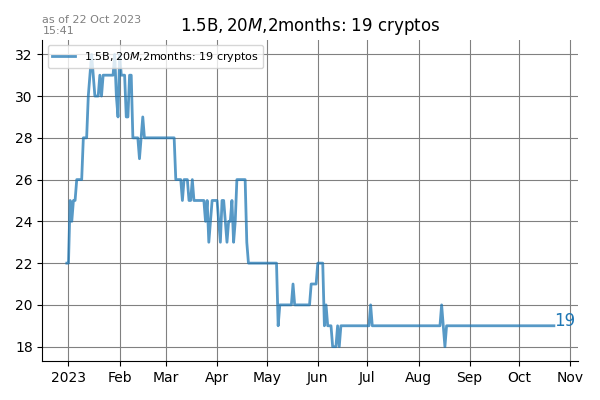 as of 22 Oct 2023
15:41
1.5B, 20M,2months: 19 cryptos
1.5B, 20M,2months: 19 cryptos
32
30
28
26
24
22
20
18
19
2023 Feb Mar Apr May Jun Jul Aug Sep Oct Nov